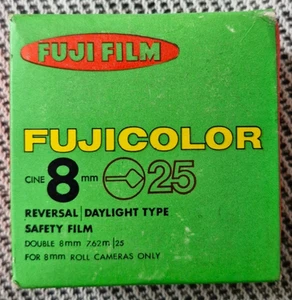 FUJI FILM
FUJICOLOR
CINE 8 mm 25
REVERSAL | DAYLIGHT TYPE
SAFETY FILM
DOUBLE 8mm 7.62m | 25
FOR 8mm ROLL CAMERAS ONLY